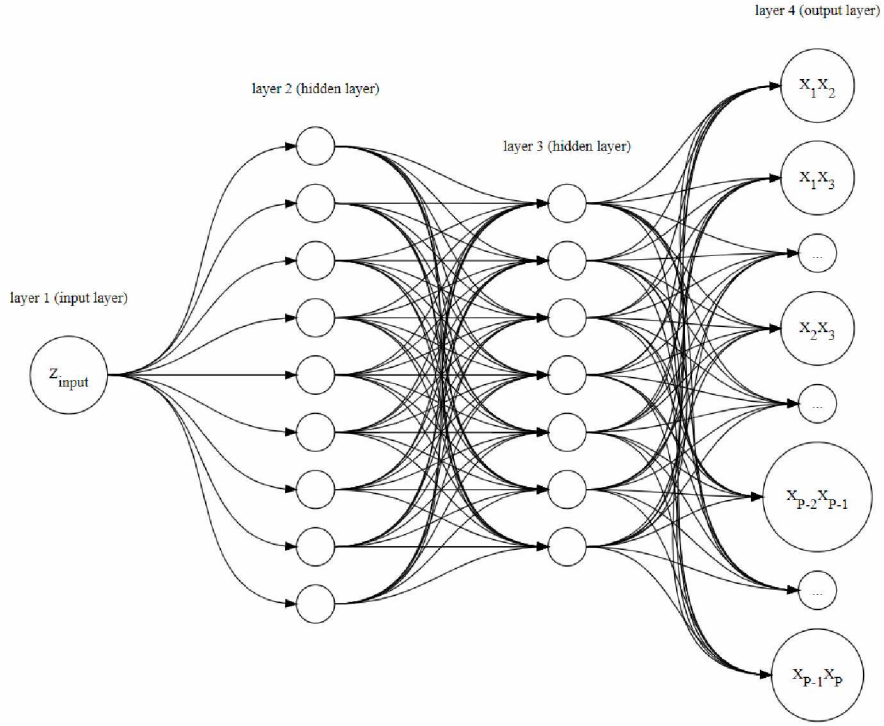 layer 4 (output layer)
X1X2
layer 2 (hidden layer)
layer 3 (hidden layer)
X1X3
...
layer 1 (input layer)
X2X3
Zinput
...
XP-2XP-1
...
XP-1XP